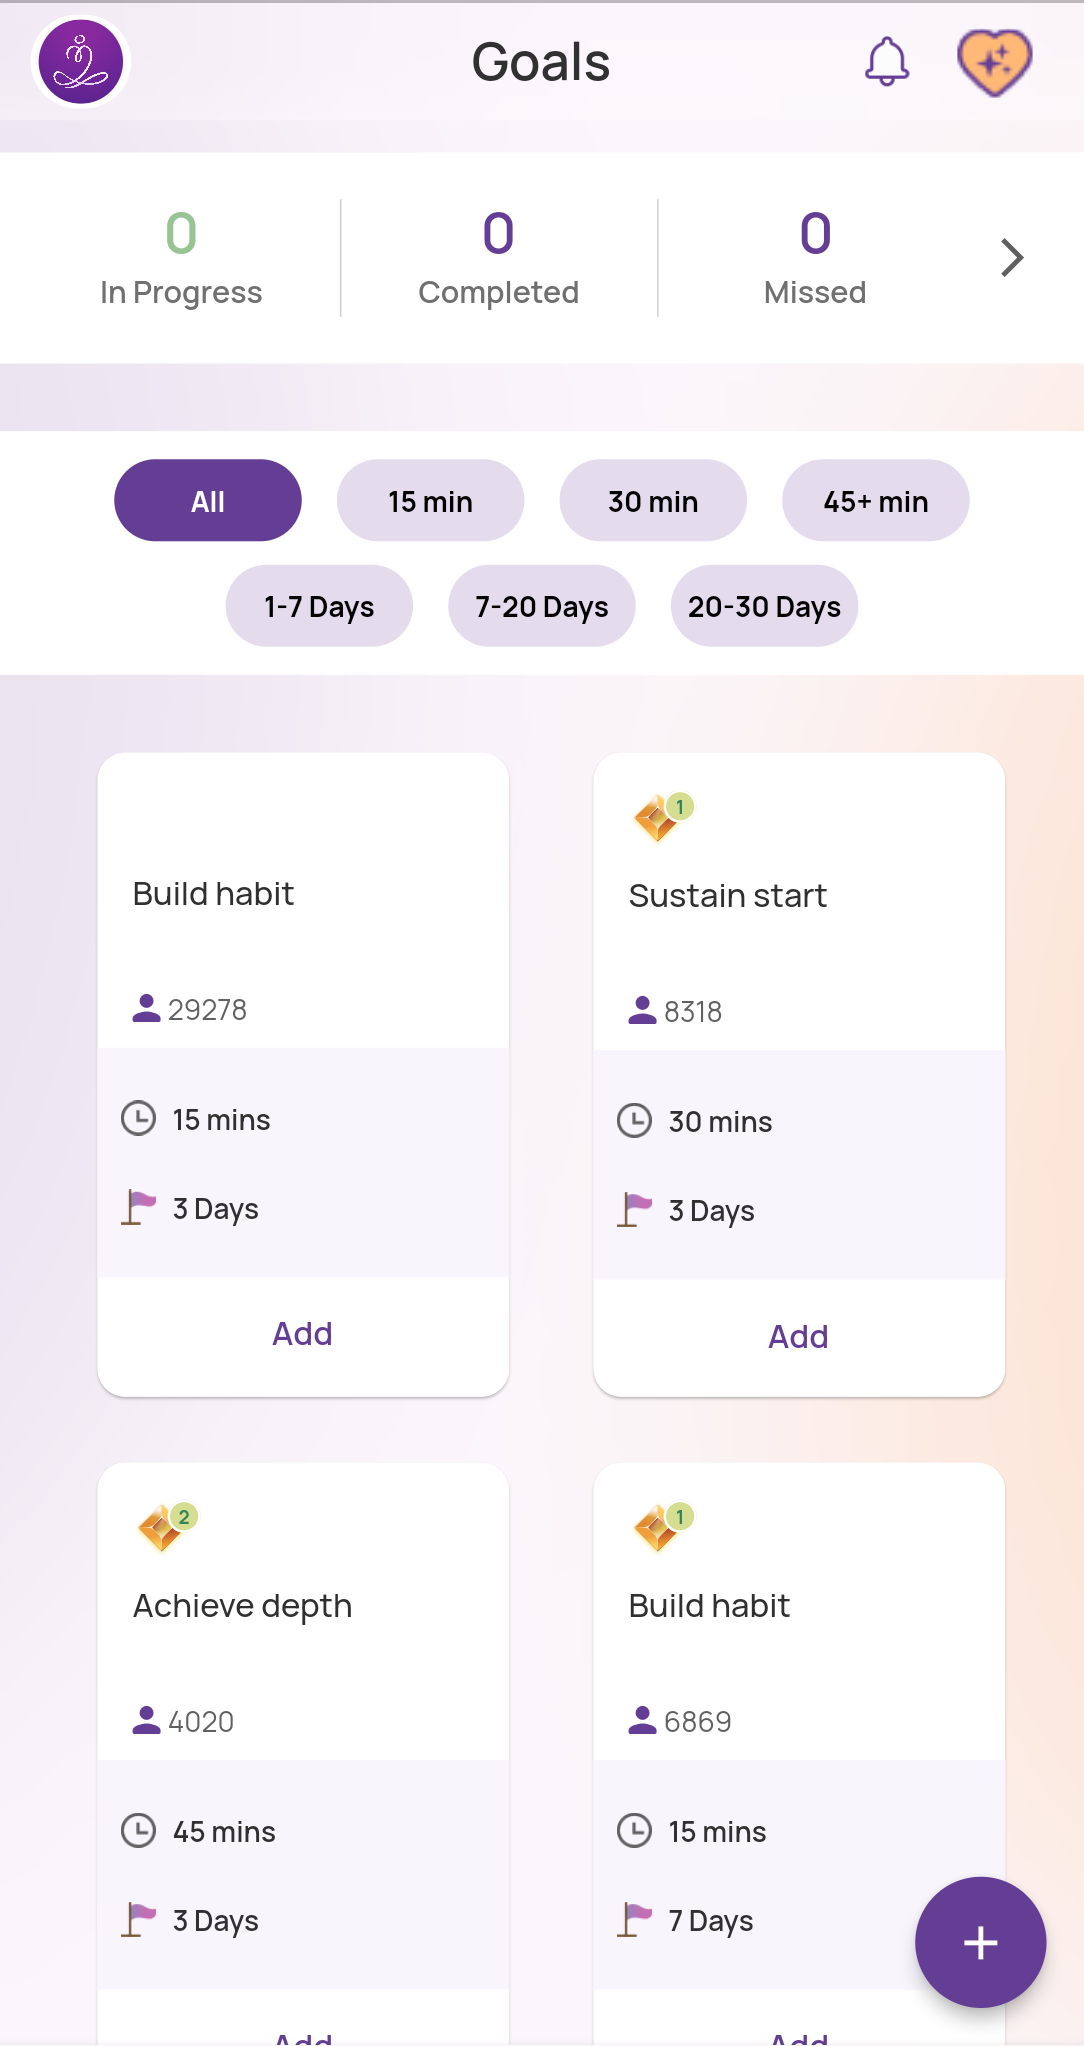 Goals
0
In Progress
0
Completed
0
Missed
All
15 min
30 min
45+ min
1-7 Days
7-20 Days
20-30 Days
Build habit
29278
15 mins
3 Days
Add
1
Sustain start
8318
30 mins
3 Days
Add
2
Achieve depth
4020
45 mins
3 Days
Add
1
Build habit
6869
15 mins
7 Days
Add
+